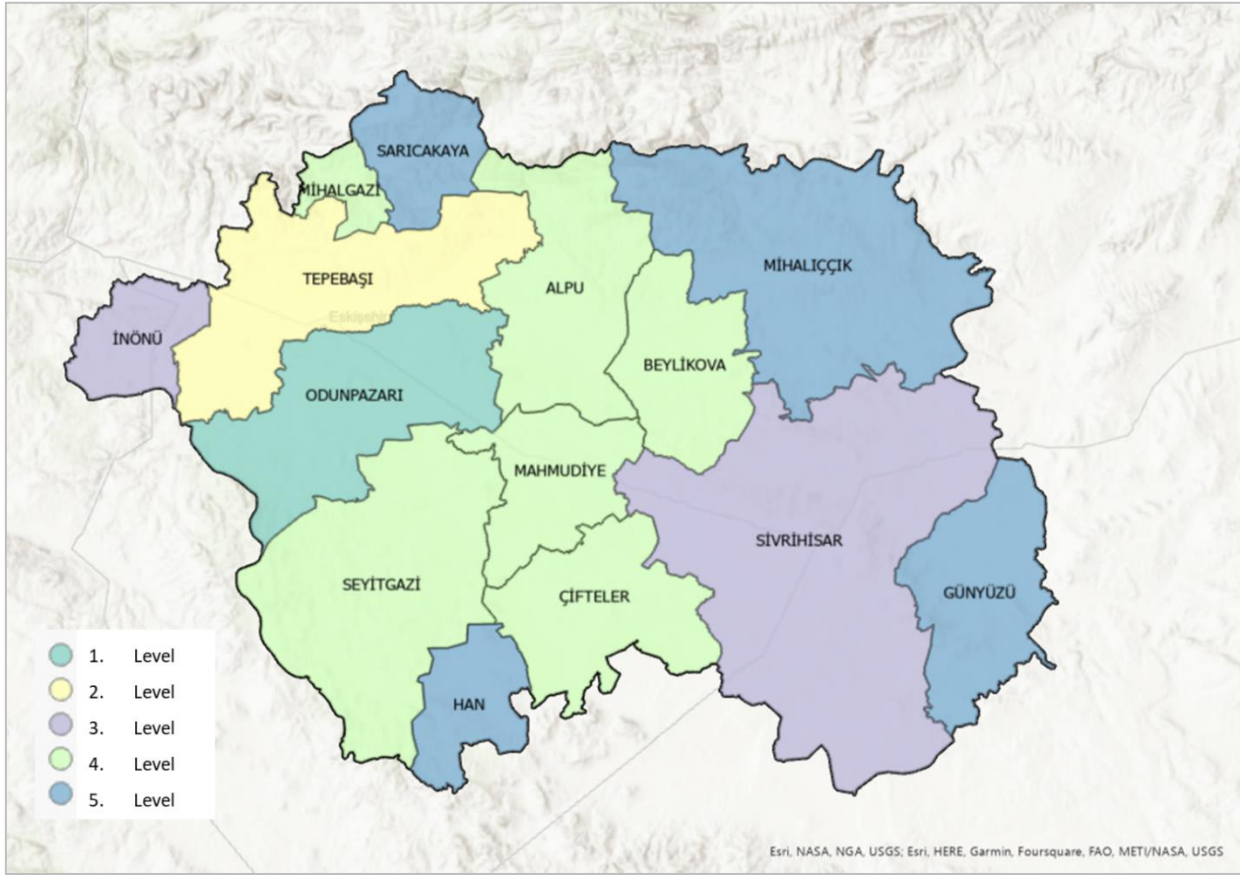 SARICAKAYA
MİHALGAZİ
MİHALIÇÇIK
TEPEBAŞI
ALPU
Eskişehir
İNÖNÜ
BEYLİKOVA
ODUNPAZARI
MAHMUDİYE
SİVRİHİSAR
SEYİTGAZİ
ÇİFTELER
GÜNYÜZÜ
HAN
1. Level
2. Level
3. Level
4. Level
5. Level
Esri, NASA, NGA, USGS; Esri, HERE, Garmin, Foursquare, FAO, METI/NASA, USGS